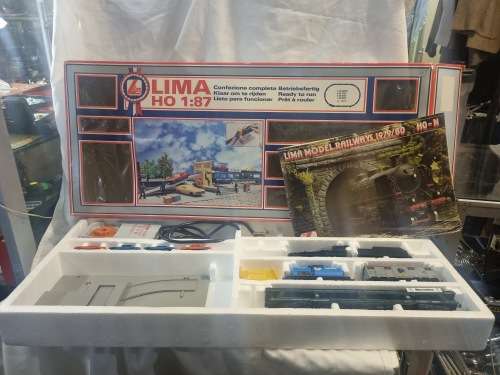 LIMA
HO 1:87
Confezione completa Betriebsfertig
Klaar om te rijden Ready to run
Lista para funcionar Prêt à rouler
LIMA MODEL RAILWAYS 1979/80 HO-N